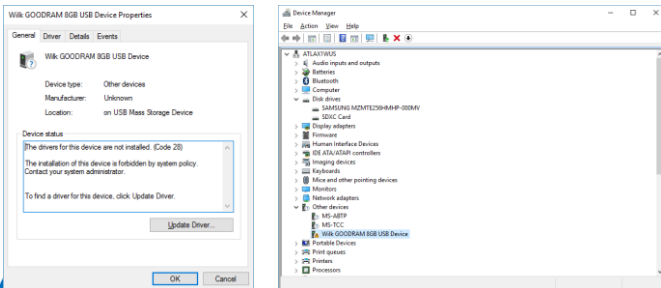 Wilk GOODRAM 8GB USB Device Properties
General Driver Details Events
Wilk GOODRAM 8GB USB Device
Device type: Other devices
Manufacturer: Unknown
Location: on USB Mass Storage Device
Device status
The drivers for this device are not installed. (Code 28)
The installation of this device is forbidden by system policy.
Contact your system administrator.
To find a driver for this device, click Update Driver.
Update Driver...
OK Cancel
Device Manager
File Action View Help
ATLAXIWUS
Audio inputs and outputs
Batteries
Bluetooth
Computer
Disk drives
SAMSUNG MZMTE256HMHP-000MV
SDXC Card
Display adapters
Firmware
Human Interface Devices
IDE ATA/ATAPI controllers
Imaging devices
Keyboards
Mice and other pointing devices
Monitors
Network adapters
Other devices
MS-ABTP
MS-TCC
Wilk GOODRAM 8GB USB Device
Portable Devices
Print queues
Printers
Processors